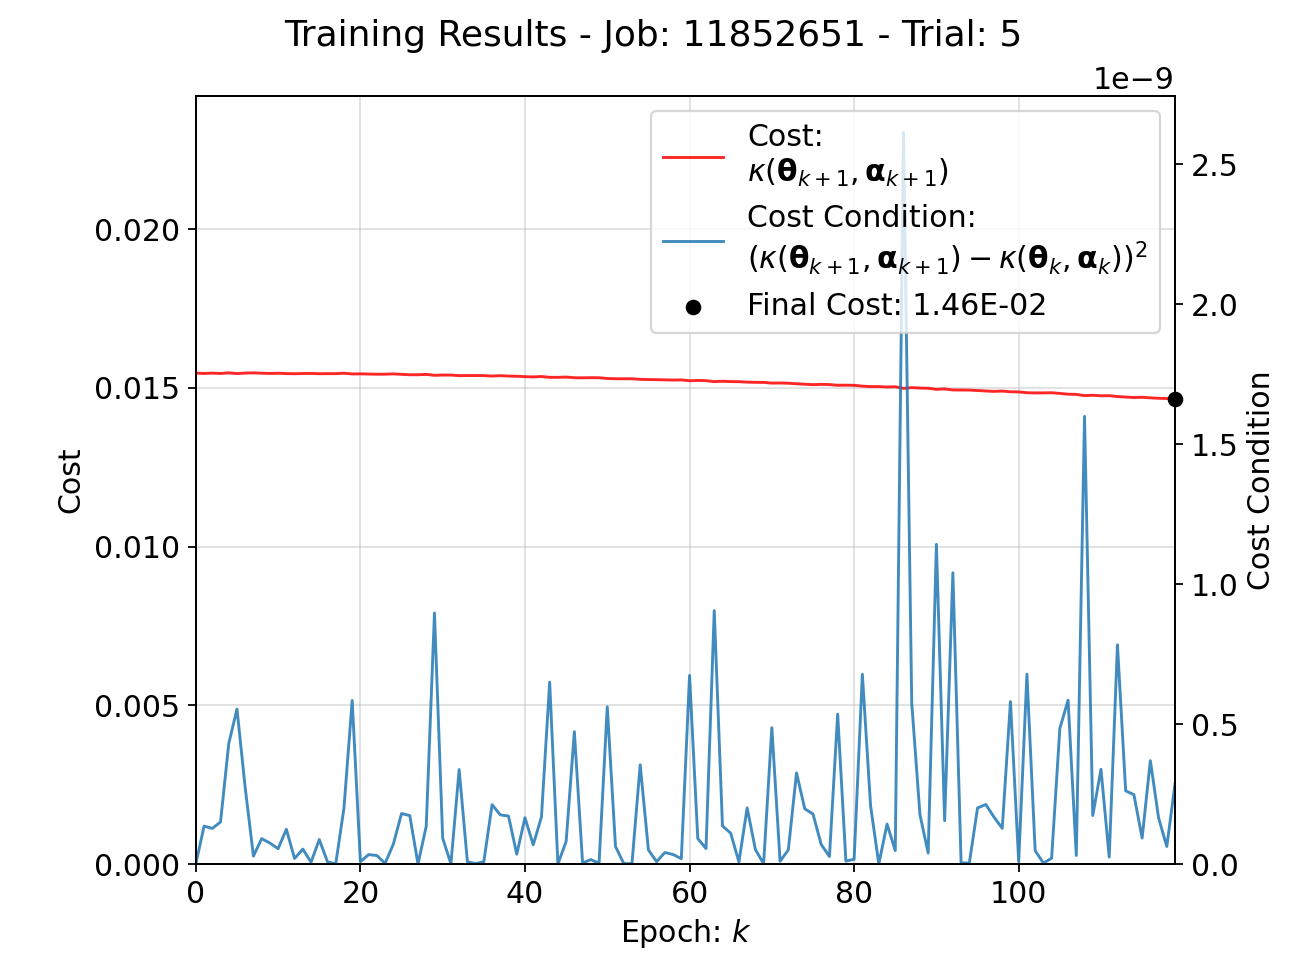 Training Results - Job: 11852651 - Trial: 5
1e−9
Cost:
κ(θₖ₊₁, αₖ₊₁)
Cost Condition:
(κ(θₖ₊₁, αₖ₊₁) − κ(θₖ, αₖ))²
Final Cost: 1.46E-02
0.020
0.015
0.010
0.005
0.000
Cost
2.5
2.0
1.5
1.0
0.5
0.0
Cost Condition
0 20 40 60 80 100
Epoch: k